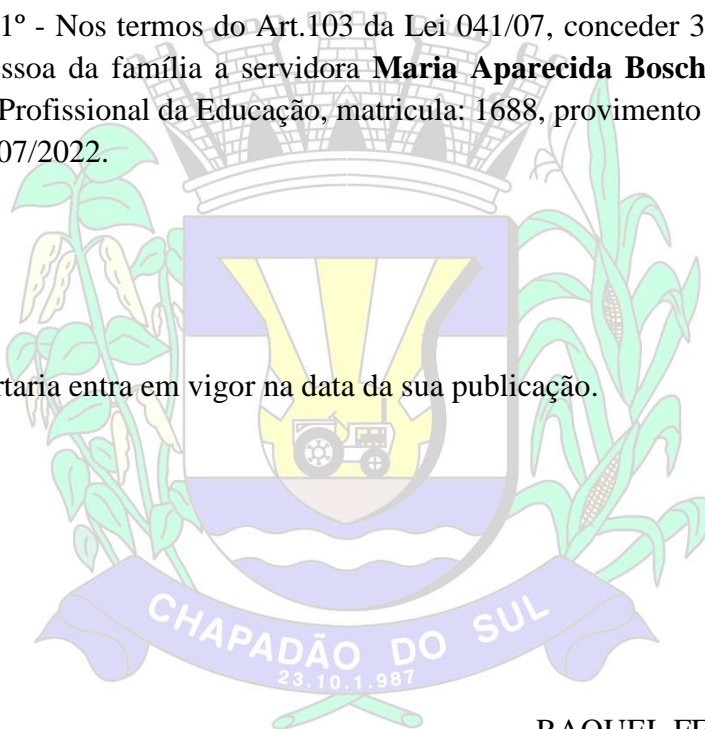 1º - Nos termos do Art.103 da Lei 041/07, conceder 3
ssoa da família a servidora Maria Aparecida Bosch
Profissional da Educação, matricula: 1688, provimento
07/2022.
rtaria entra em vigor na data da sua publicação.
CHAPADÃO DO SUL
23.10.1.987
RAQUEL FE